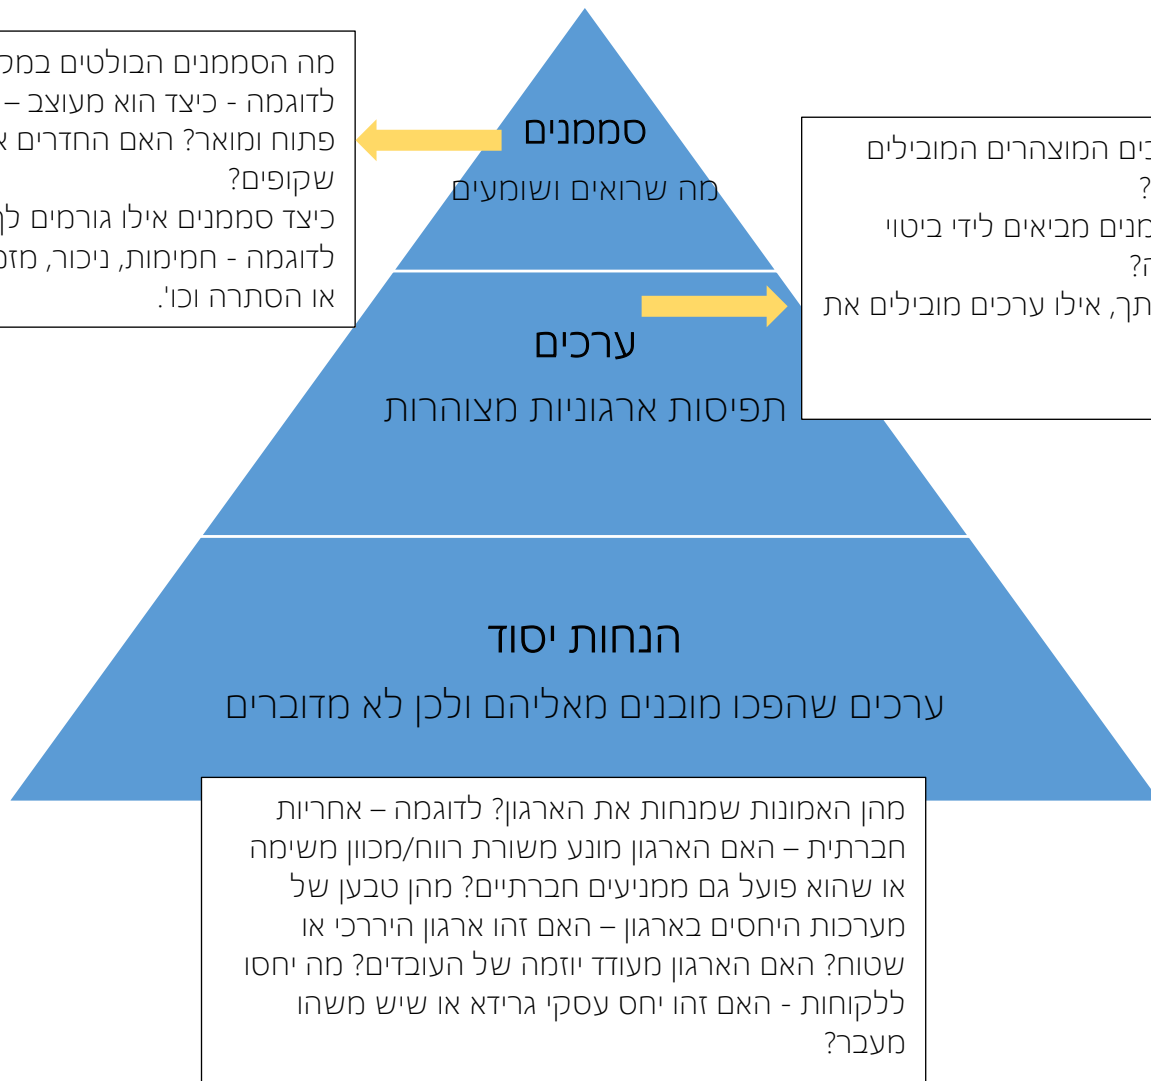 סממנים
מה שרואים ושומעים
מה הסממנים הבולטים
לדוגמה - כיצד הוא מעוצב –
פתוח ומואר? האם החדרים
שקופים?
כיצד סממנים אילו גורמים
לדוגמה - חמימות, ניכור,
או הסתרה וכו'.
ערכים
תפיסות ארגוניות מצוהרות
המוצהרים המובילים
?
מביאים לידי ביטוי
?
אילו ערכים מובילים את
הנחות יסוד
ערכים שהפכו מובנים מאליהם ולכן לא מדוברים
מהן האמונות שמנחות את הארגון? לדוגמה – אחריות
חברתית – האם הארגון מונע משורת רווח/מכוון משימה
או שהוא פועל גם ממניעים חברתיים? מהן טבען של
מערכות היחסים בארגון – האם זהו ארגון היררכי או
שטוח? האם הארגון מעודד יוזמה של העובדים? מה יחסו
ללקוחות - האם זהו יחס עסקי גרידא או שיש משהו
מעבר?